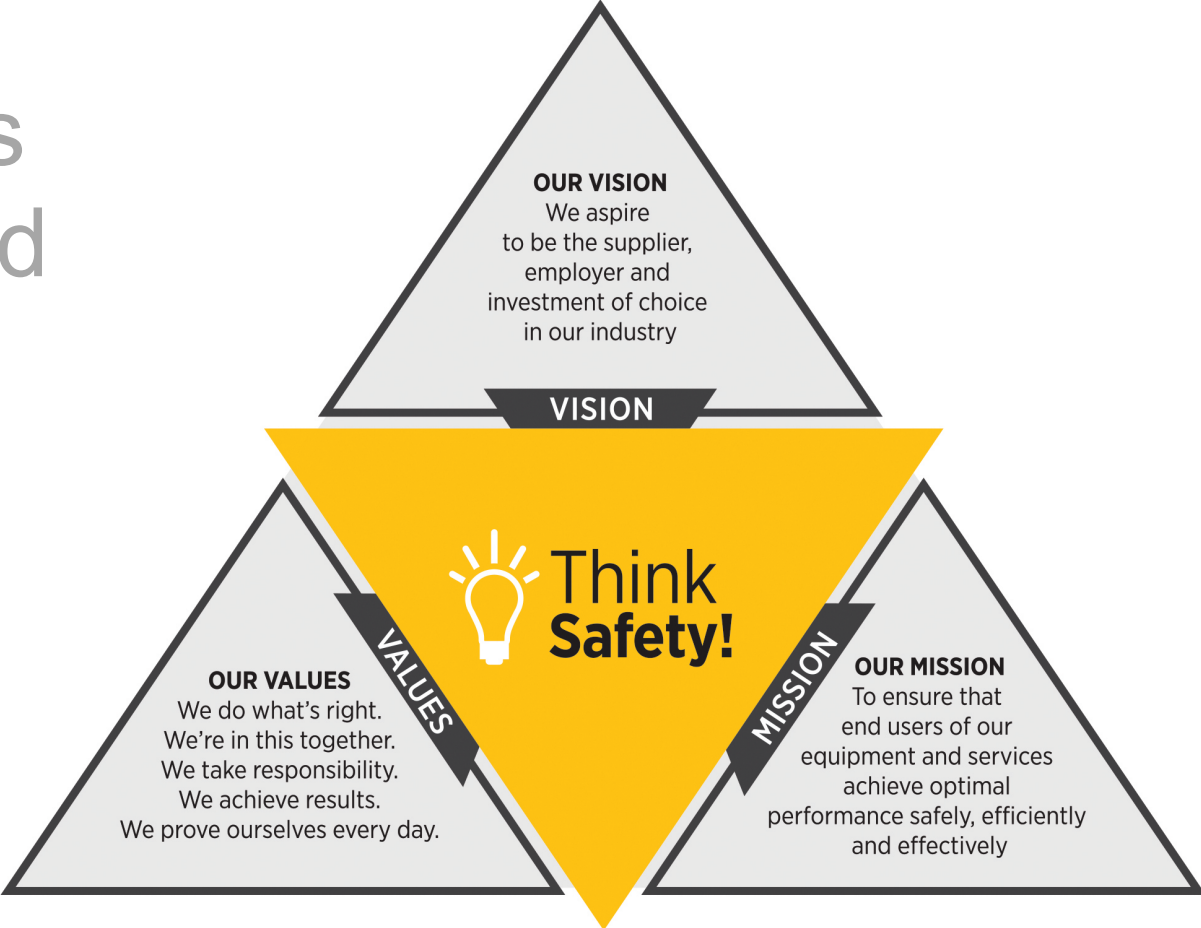 s
d
OUR VISION
We aspire
to be the supplier,
employer and
investment of choice
in our industry
VISION
Think
Safety!
VALUES
OUR VALUES
We do what’s right.
We’re in this together.
We take responsibility.
We achieve results.
We prove ourselves every day.
MISSION
OUR MISSION
To ensure that
end users of our
equipment and services
achieve optimal
performance safely, efficiently
and effectively